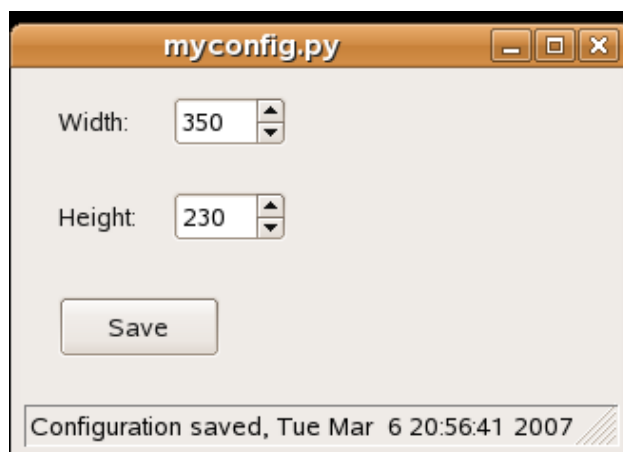 myconfig.py
Width: 350
Height: 230
Save
Configuration saved, Tue Mar  6 20:56:41 2007